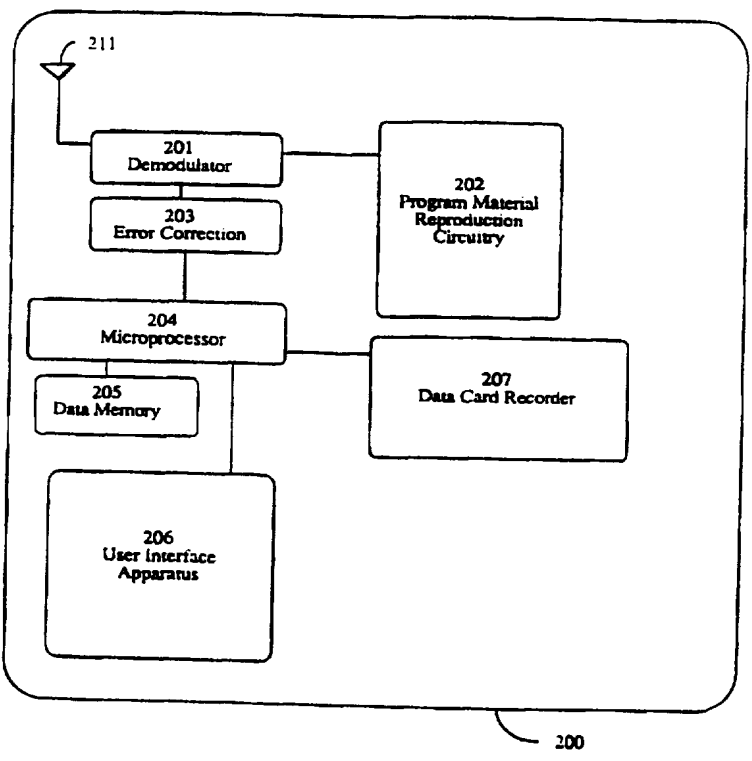 211
201
Demodulator
202
Program Material
Reproduction
Circuitry
203
Error Correction
204
Microprocessor
205
Data Memory
207
Data Card Recorder
206
User Interface
Apparatus
200